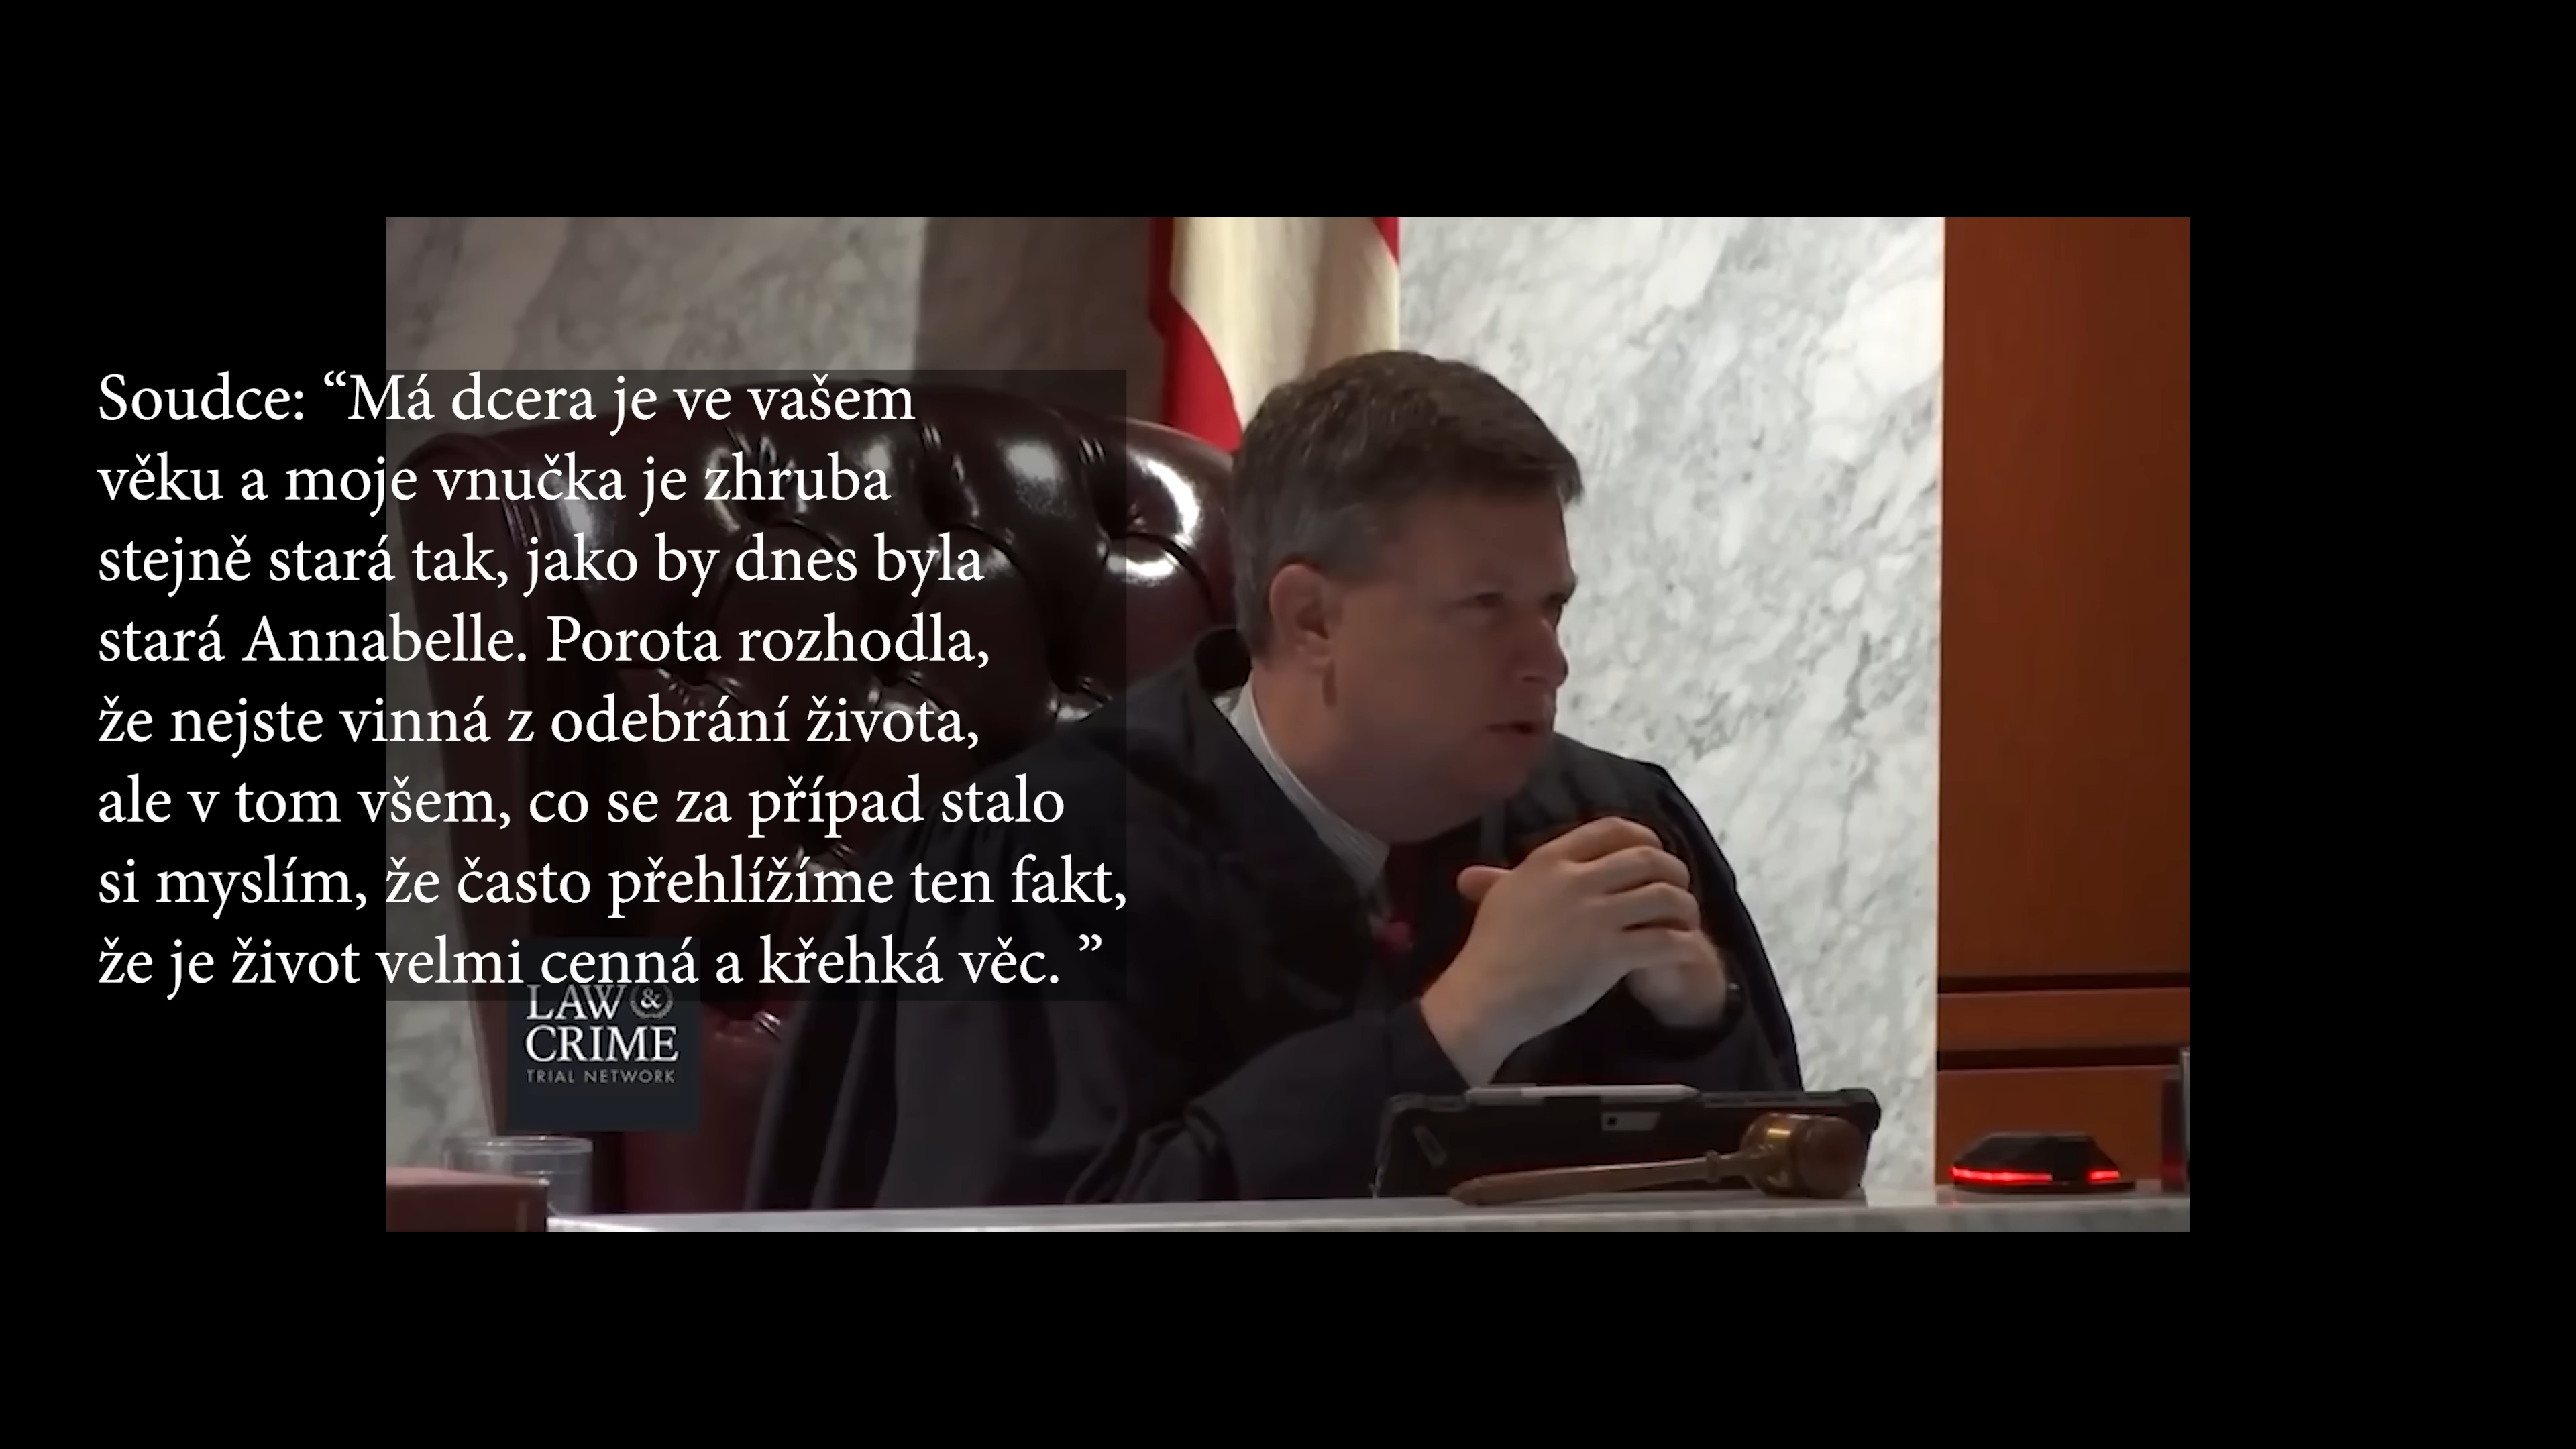 Soudce: “Má dcera je ve vašem
věku a moje vnučka je zhruba
stejně stará tak, jako by dnes byla
stará Annabelle. Porota rozhodla,
že nejste vinná z odebrání života,
ale v tom všem, co se za případ stalo
si myslím, že často přehlížíme ten fakt,
že je život velmi cenná a křehká věc. ”
LAW &
CRIME
TRIAL NETWORK